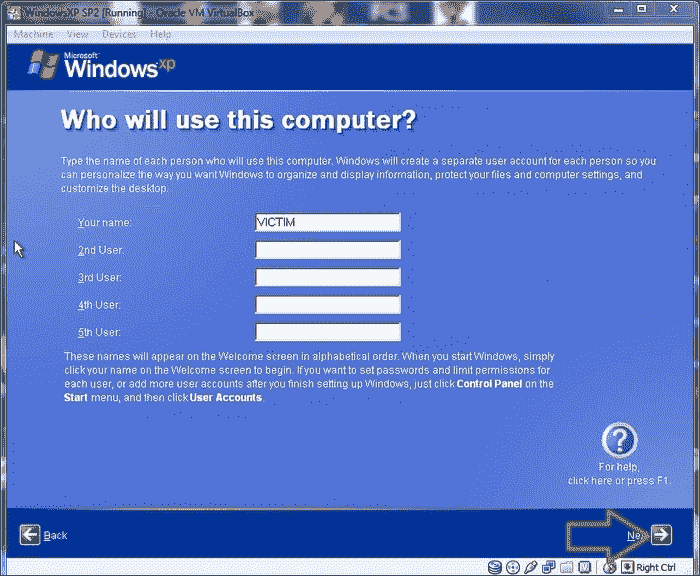 WindowsXP SP2 [Running] - Oracle VM VirtualBox
Machine View Devices Help
Microsoft
Windows xp
Who will use this computer?
Type the name of each person who will use this computer. Windows will create a separate user account for each person so you
can personalize the way you want Windows to organize and display information, protect your files and computer settings, and
customize the desktop.
Your name: VICTIM
2nd User:
3rd User:
4th User:
5th User:
These names will appear on the Welcome screen in alphabetical order. When you start Windows, simply
click your name on the Welcome screen to begin. If you want to set passwords and limit permissions for
each user, or add more user accounts after you finish setting up Windows, just click Control Panel on the
Start menu, and then click User Accounts.
For help,
click here or press F1.
Back
Ne
Right Ctrl